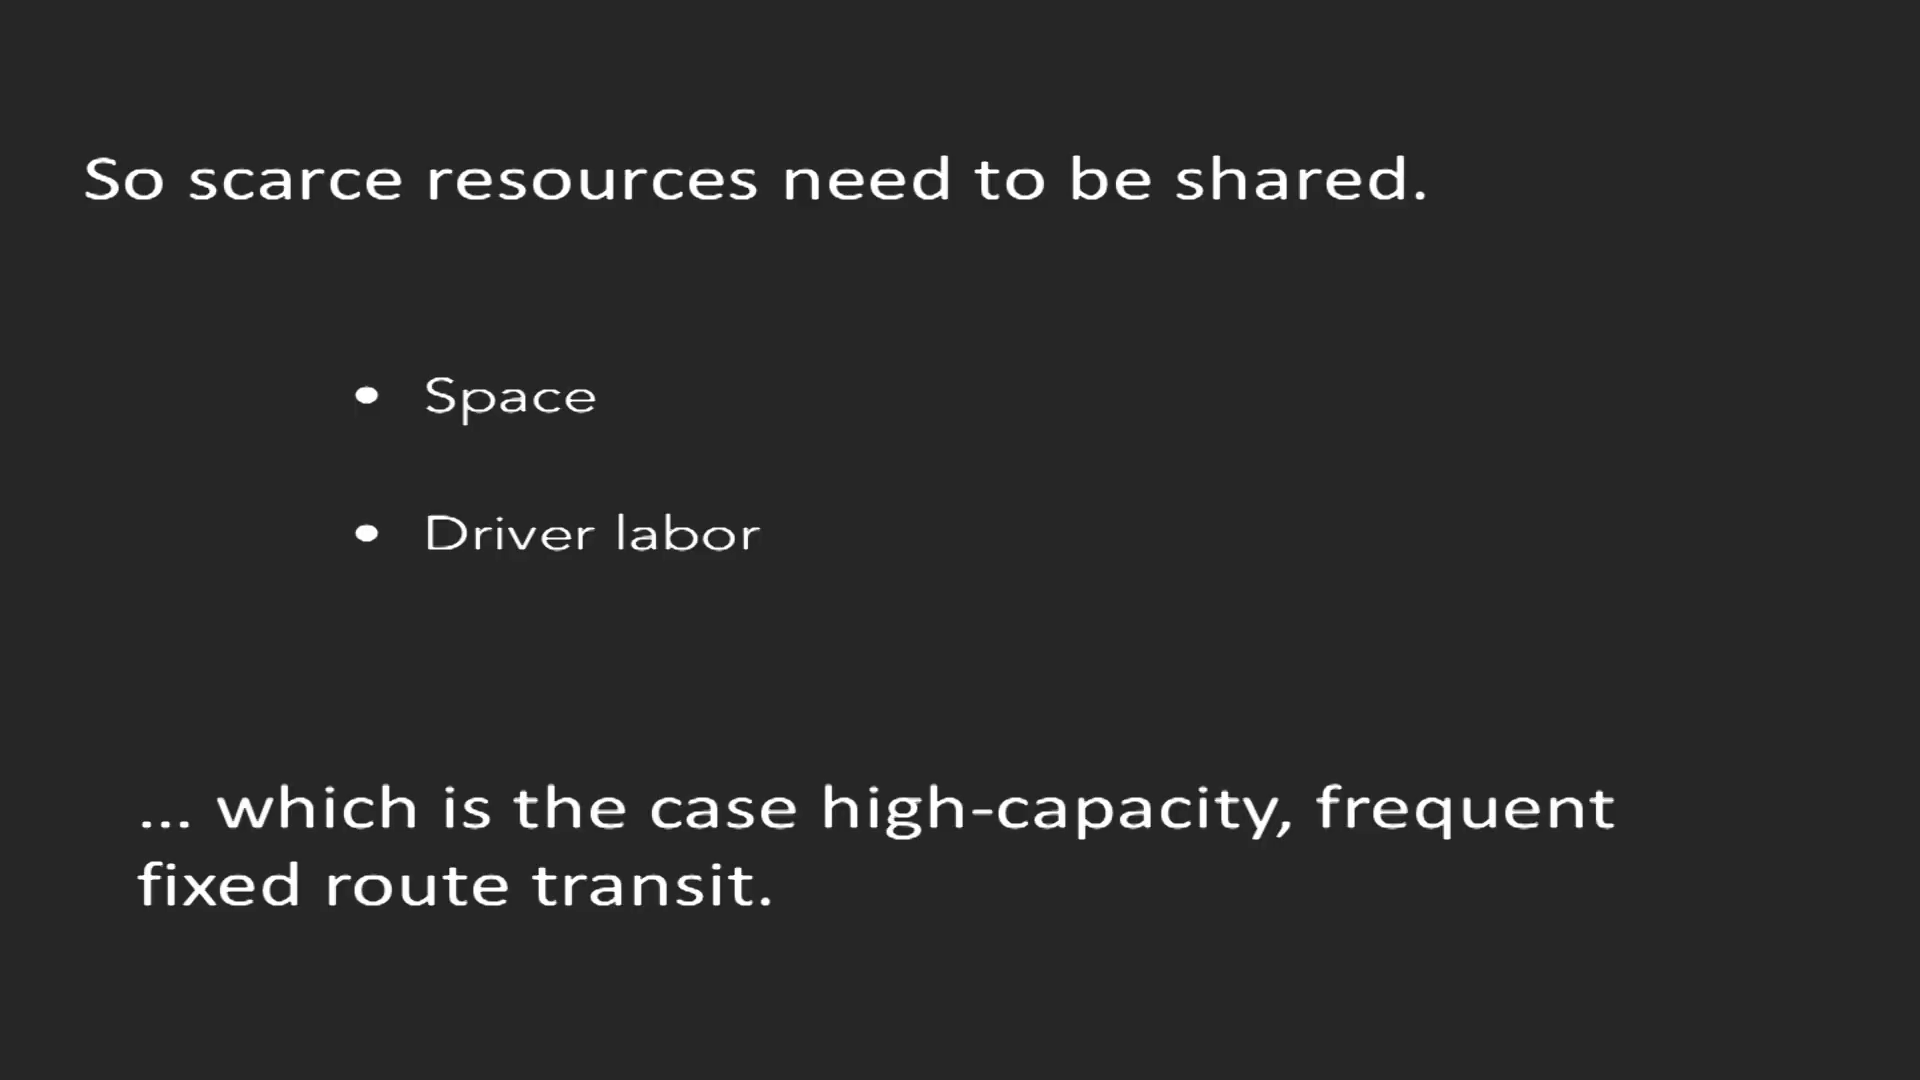 So scarce resources need to be shared.
• Space
• Driver labor
... which is the case high-capacity, frequent
fixed route transit.